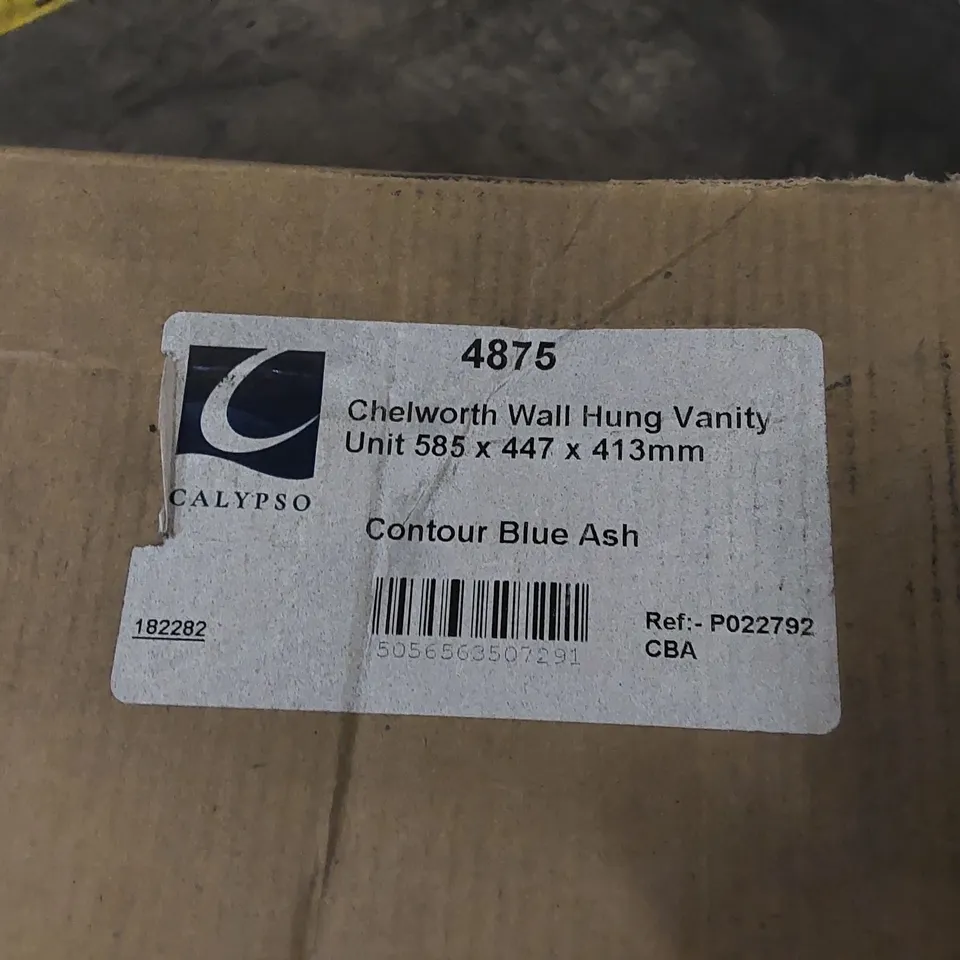 4875
Chelworth Wall Hung Vanity
Unit 585 x 447 x 413mm
CALYPSO
Contour Blue Ash
182282
5056563507291
Ref:- P022792
CBA